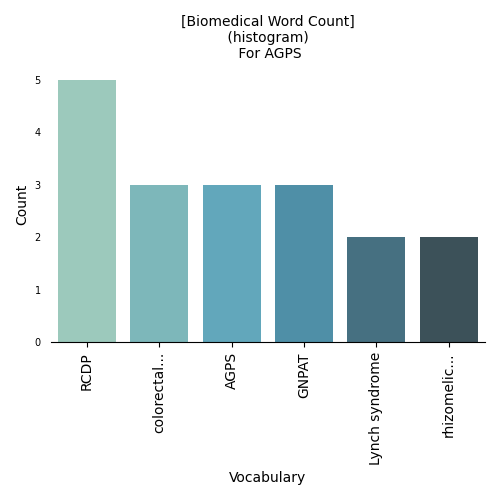 [Biomedical Word Count]
(histogram)
For AGPS
Count
5
4
3
2
1
0
RCDP
colorectal...
AGPS
GNPAT
Lynch syndrome
rhizomelic...
Vocabulary